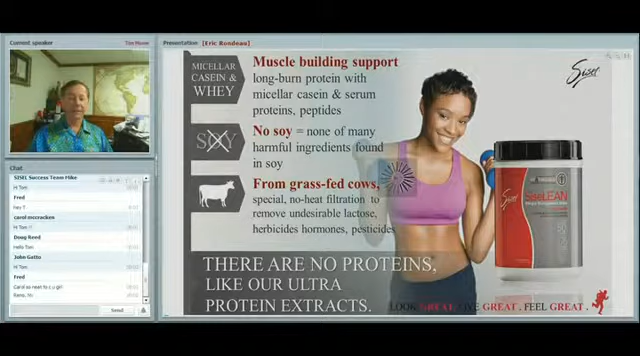 Current speaker
Tim Moore
Presentation [Eric Rundeau]
MICELLAR
CASEIN &
WHEY
Muscle building support
long-burn protein with
micellar casein & serum
proteins, peptides
Sisel
SOY
No soy = none of many
harmful ingredients found
in soy
From grass-fed cows,
special, no-heat filtration to
remove undesirable lactose,
herbicides hormones, pesticides
THERE ARE NO PROTEINS,
LIKE OUR ULTRA
PROTEIN EXTRACTS.
Sisel
SiseLEAN
LOOK GREAT. LIVE GREAT. FEEL GREAT.
Chat
SISEL Success Team Mike
Hi Tom
Fred
Hey T
carol mccracken
Hi Tom !!
Doug Reed
Hello Tom
John Gatto
Hi Tom
Fred
Send